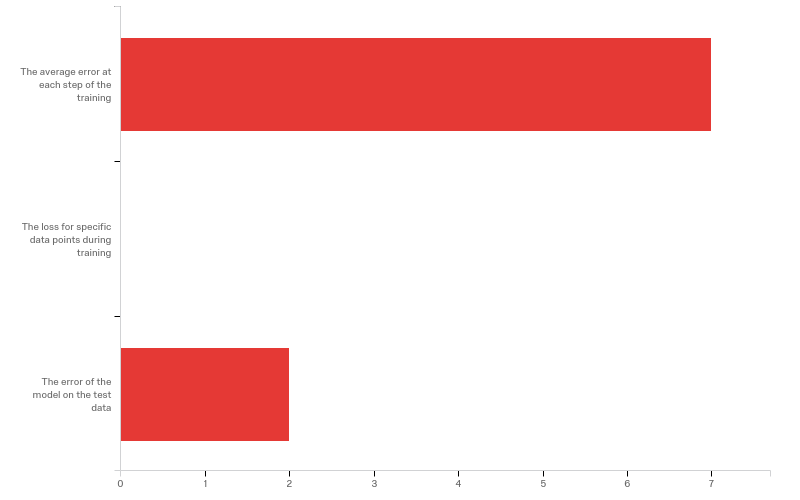 The average error at
each step of the
training
The loss for specific
data points during
training
The error of the
model on the test
data
0 1 2 3 4 5 6 7